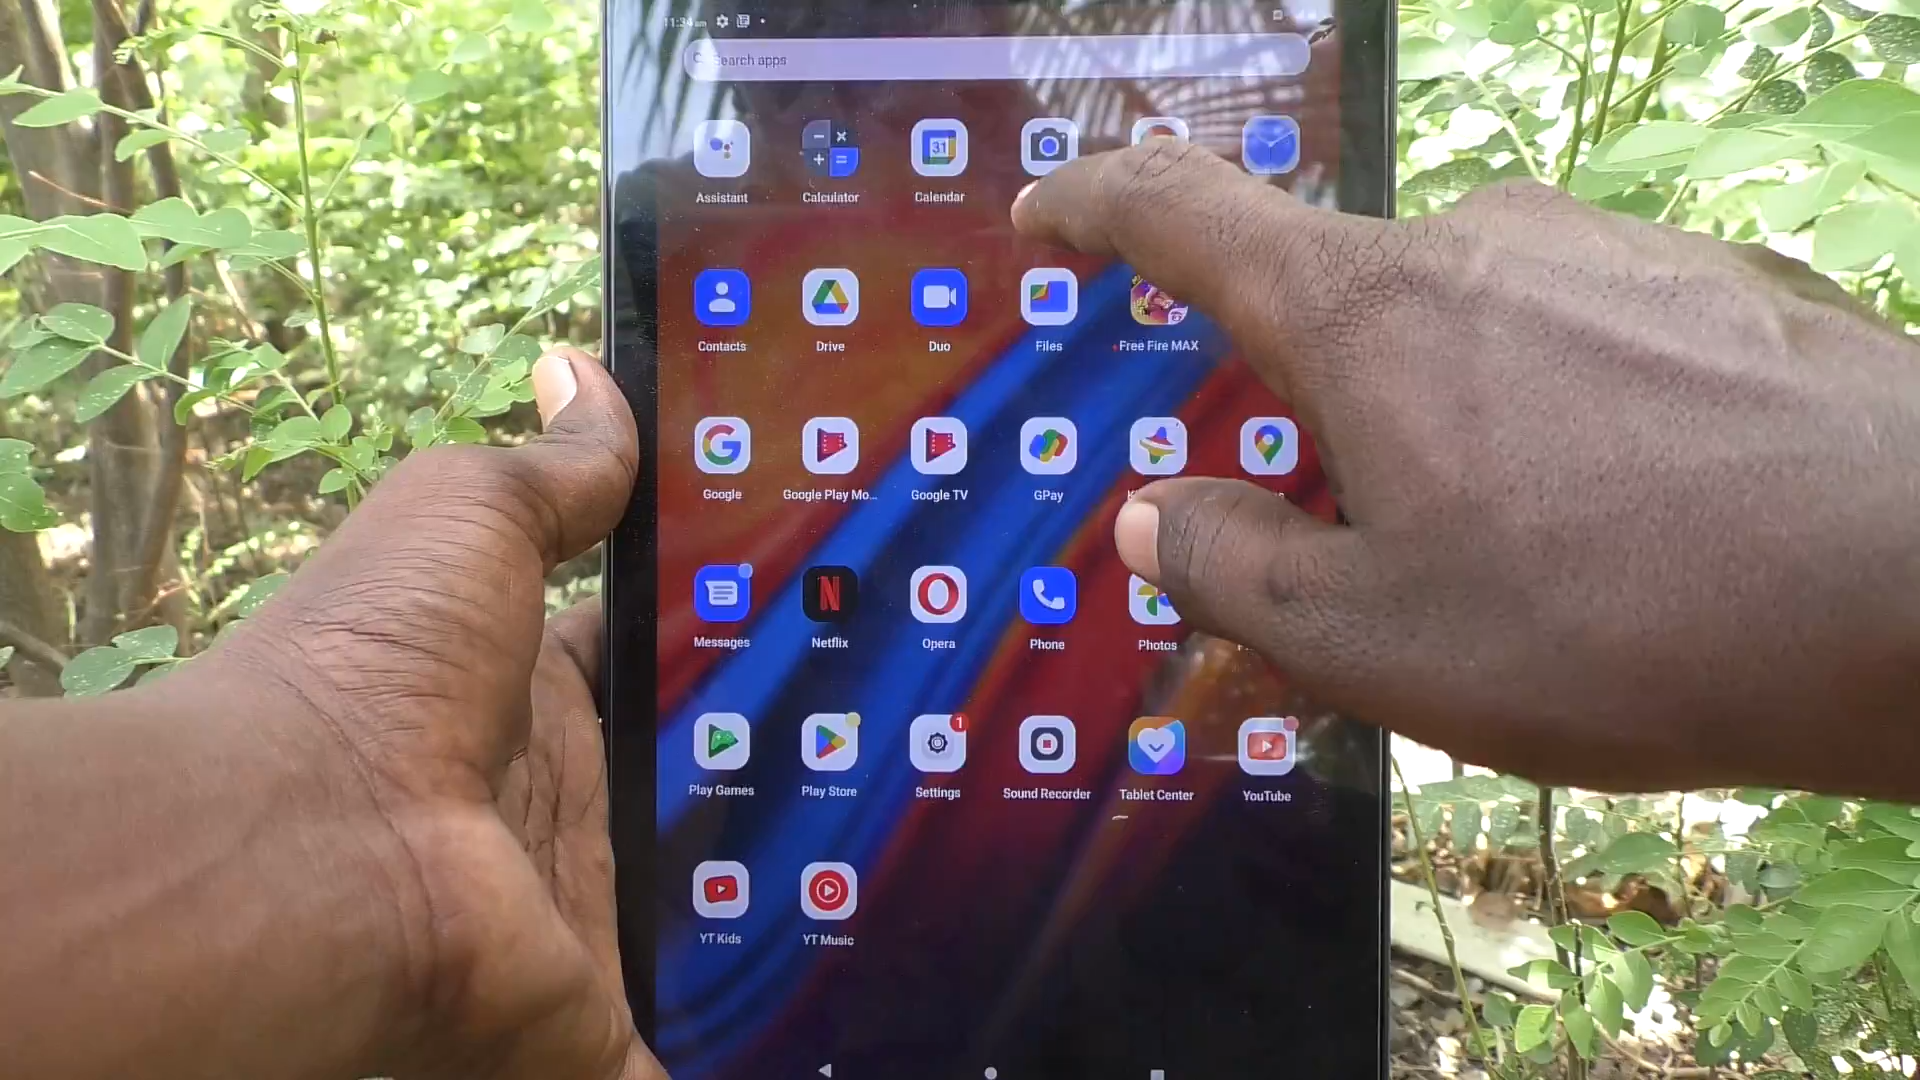 11:34 am
Search apps
31
Assistant
Calculator
Calendar
Contacts
Drive
Duo
Files
Free Fire MAX
Google
Google Play Mo...
Google TV
GPay
Messages
Netflix
Opera
Phone
Photos
1
Play Games
Play Store
Settings
Sound Recorder
Tablet Center
YouTube
YT Kids
YT Music